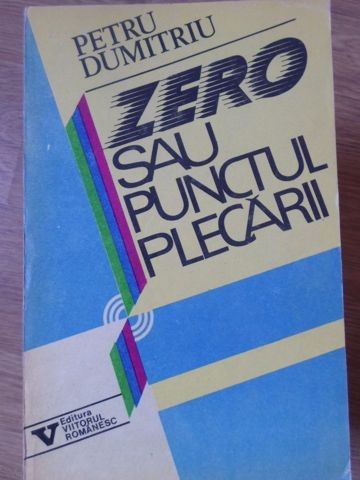 PETRU
DUMITRIU
ZERO
SAU
PUNCTUL
PLECĂRII
V
Editura
VIITORUL
ROMÂNESC